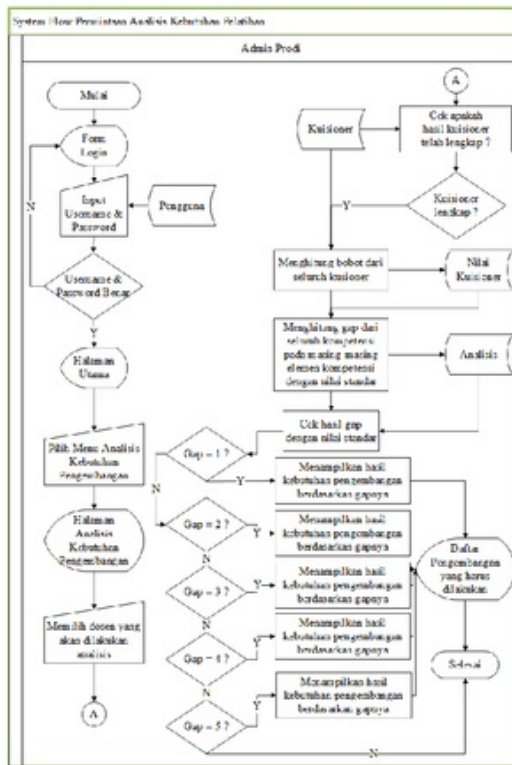 System Flow Permintaan Analisis Kebutuhan Pelatihan
Admin Prodi
Mulai
Form
Login
N
Input
Username &
Password
Pengguna
Username &
Password Benar
Y
Halaman
Utama
Pilih Menu Analisis
Kebutuhan
Pengembangan
Halaman
Analisis
Kebutuhan
Pengembangan
Memilih dosen yang
akan dilakukan
analisis
A
A
Kuisioner
Cek apakah
hasil kuisioner
telah lengkap ?
Kuisioner
lengkap ?
Y
Menghitung bobot dari
seluruh kusioner
Nilai
Kuisioner
Menghitung gap dari
seluruh kompetensi
pada masing masing
elemen kompetensi
dengan nilai standar
Analisis
Cek hasil gap
dengan nilai standar
Gap = 1 ?
Y
Menampilkan hasil
kebutuhan pengembangan
berdasarkan gapnya
N
Gap = 2 ?
Y
Menampilkan hasil
kebutuhan pengembangan
berdasarkan gapnya
N
Gap = 3 ?
Y
Menampilkan hasil
kebutuhan pengembangan
berdasarkan gapnya
N
Gap = 4 ?
Y
Menampilkan hasil
kebutuhan pengembangan
berdasarkan gapnya
N
Gap = 5 ?
Y
Menampilkan hasil
kebutuhan pengembangan
berdasarkan gapnya
N
Daftar
Pengembangan
yang harus
dilakukan
Selesai